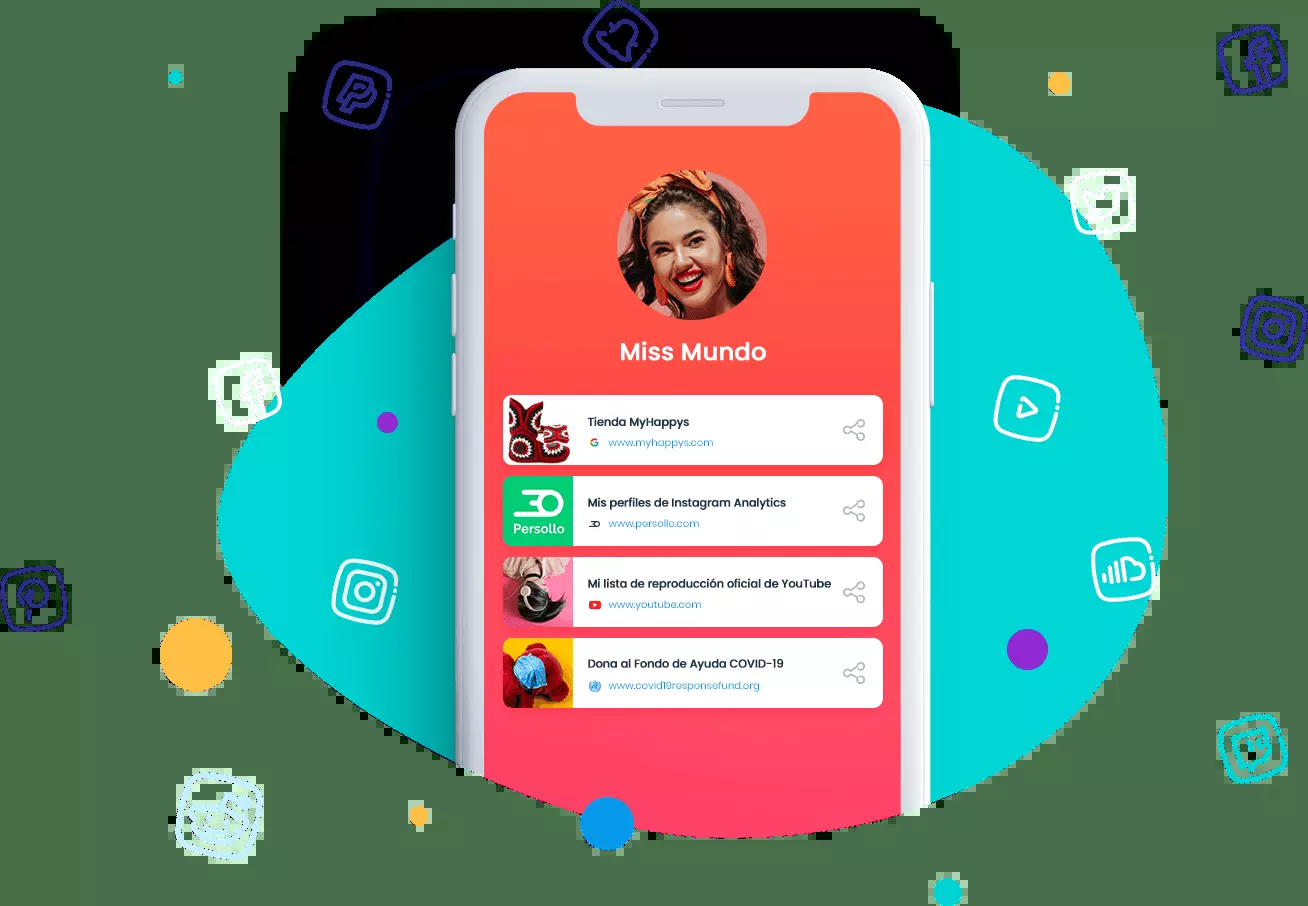 Miss Mundo
Tienda MyHappys
www.myhappys.com
Persollo
Mis perfiles de Instagram Analytics
www.persollo.com
Mi lista de reproducción oficial de YouTube
www.youtube.com
Dona al Fondo de Ayuda COVID-19
www.covid19responsefund.org